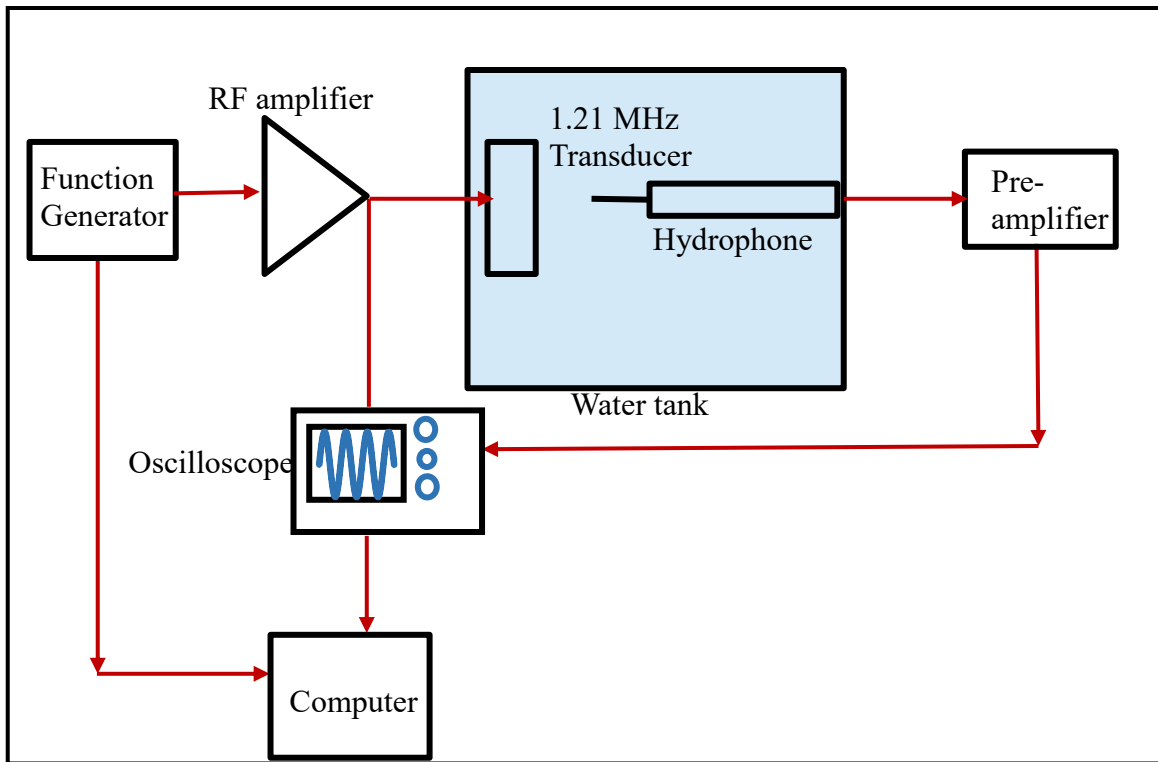 RF amplifier
1.21 MHz
Transducer
Function
Generator
Pre-
amplifier
Hydrophone
Water tank
Oscilloscope
Computer